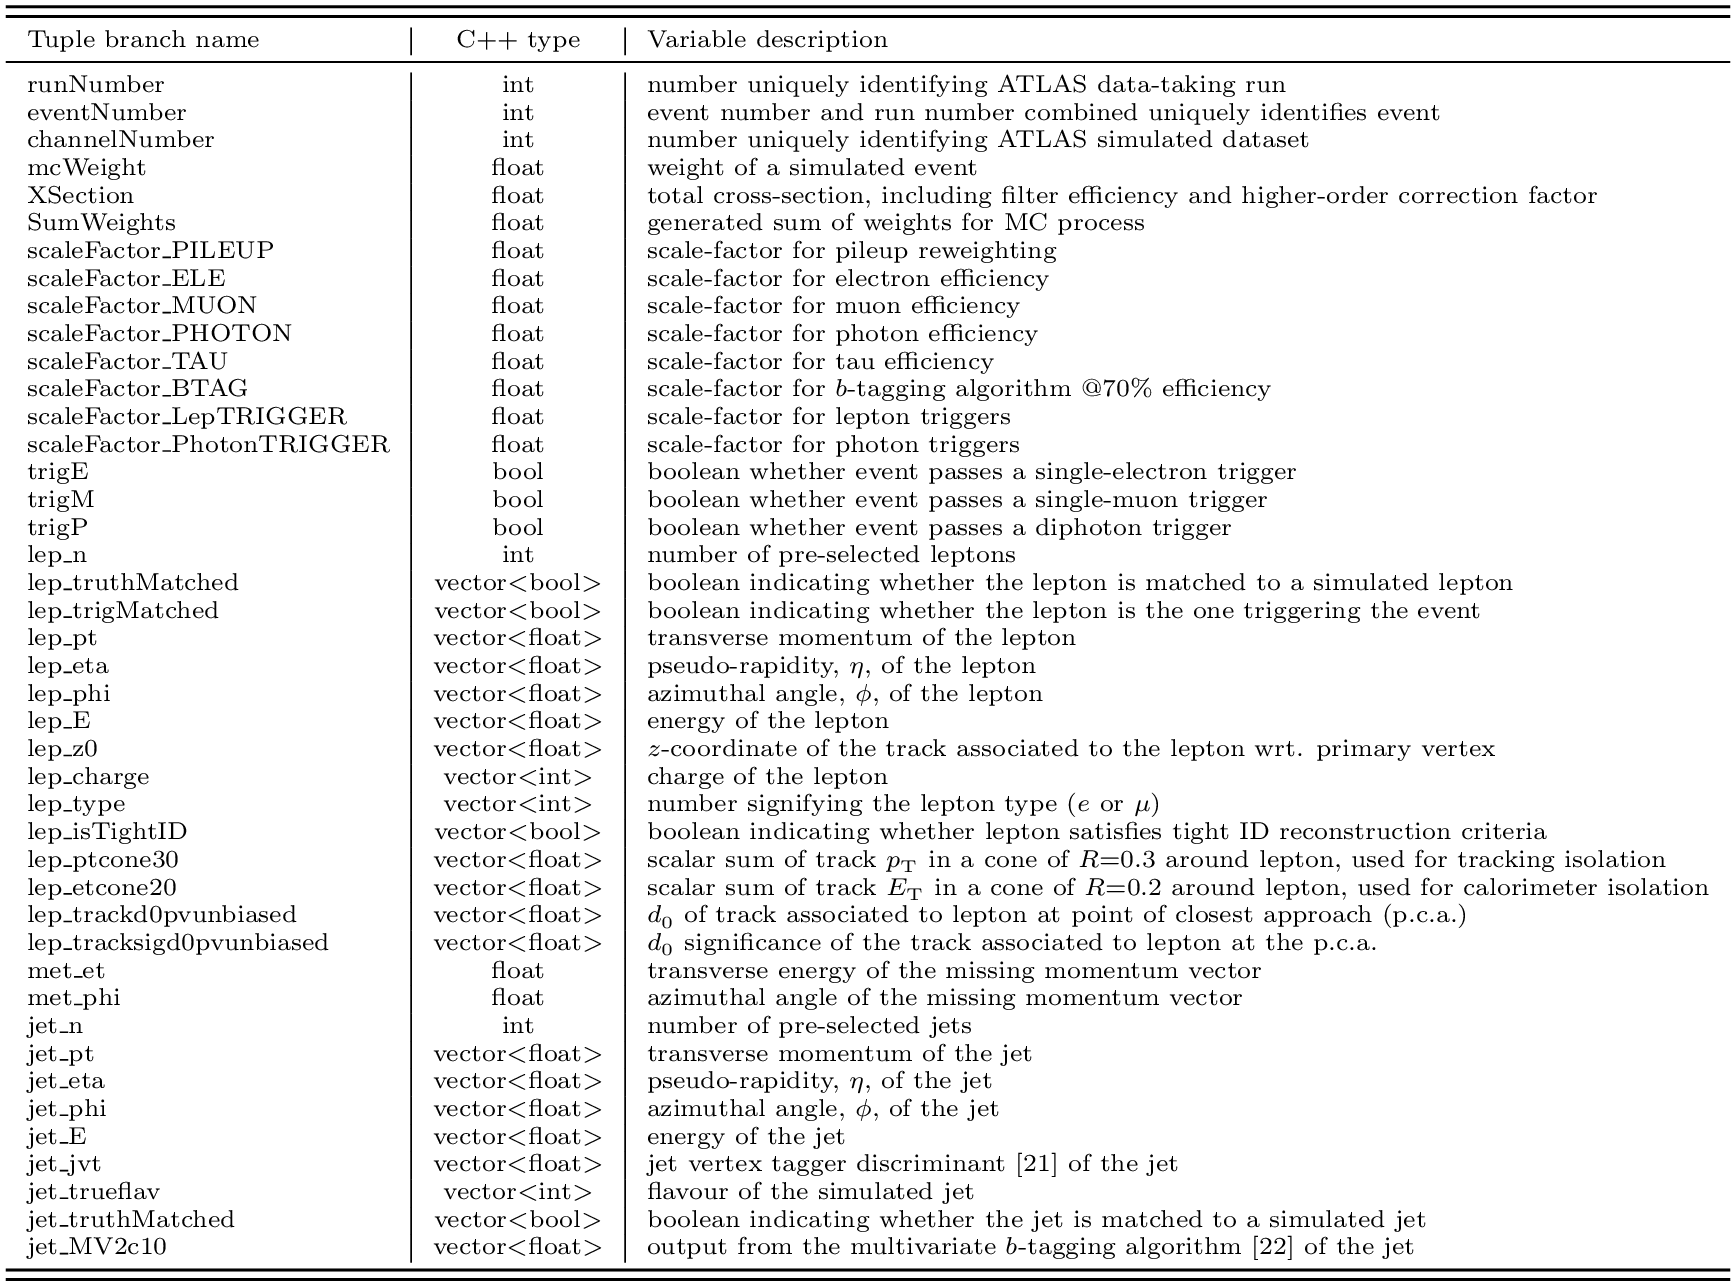 Tuple branch name C++ type Variable description
runNumber int number uniquely identifying ATLAS data-taking run
eventNumber int event number and run number combined uniquely identifies event
channelNumber int number uniquely identifying ATLAS simulated dataset
mcWeight float weight of a simulated event
XSection float total cross-section, including filter efficiency and higher-order correction factor
SumWeights float generated sum of weights for MC process
scaleFactor_PILEUP float scale-factor for pileup reweighting
scaleFactor_ELE float scale-factor for electron efficiency
scaleFactor_MUON float scale-factor for muon efficiency
scaleFactor_PHOTON float scale-factor for photon efficiency
scaleFactor_TAU float scale-factor for tau efficiency
scaleFactor_BTAG float scale-factor for b-tagging algorithm @70% efficiency
scaleFactor_LepTRIGGER float scale-factor for lepton triggers
scaleFactor_PhotonTRIGGER float scale-factor for photon triggers
trigE bool boolean whether event passes a single-electron trigger
trigM bool boolean whether event passes a single-muon trigger
trigP bool boolean whether event passes a diphoton trigger
lep_n int number of pre-selected leptons
lep_truthMatched vector<bool> boolean indicating whether the lepton is matched to a simulated lepton
lep_trigMatched vector<bool> boolean indicating whether the lepton is the one triggering the event
lep_pt vector<float> transverse momentum of the lepton
lep_eta vector<float> pseudo-rapidity, η, of the lepton
lep_phi vector<float> azimuthal angle, ϕ, of the lepton
lep_E vector<float> energy of the lepton
lep_z0 vector<float> z-coordinate of the track associated to the lepton wrt. primary vertex
lep_charge vector<int> charge of the lepton
lep_type vector<int> number signifying the lepton type (e or μ)
lep_isTightID vector<bool> boolean indicating whether lepton satisfies tight ID reconstruction criteria
lep_ptcone30 vector<float> scalar sum of track pT in a cone of R=0.3 around lepton, used for tracking isolation
lep_etcone20 vector<float> scalar sum of track ET in a cone of R=0.2 around lepton, used for calorimeter isolation
lep_trackd0pvunbiased vector<float> d0 of track associated to lepton at point of closest approach (p.c.a.)
lep_tracksigd0pvunbiased vector<float> d0 significance of the track associated to lepton at the p.c.a.
met_et float transverse energy of the missing momentum vector
met_phi float azimuthal angle of the missing momentum vector
jet_n int number of pre-selected jets
jet_pt vector<float> transverse momentum of the jet
jet_eta vector<float> pseudo-rapidity, η, of the jet
jet_phi vector<float> azimuthal angle, ϕ, of the jet
jet_E vector<float> energy of the jet
jet_jvt vector<float> jet vertex tagger discriminant [21] of the jet
jet_trueflav vector<int> flavour of the simulated jet
jet_truthMatched vector<bool> boolean indicating whether the jet is matched to a simulated jet
jet_MV2c10 vector<float> output from the multivariate b-tagging algorithm [22] of the jet